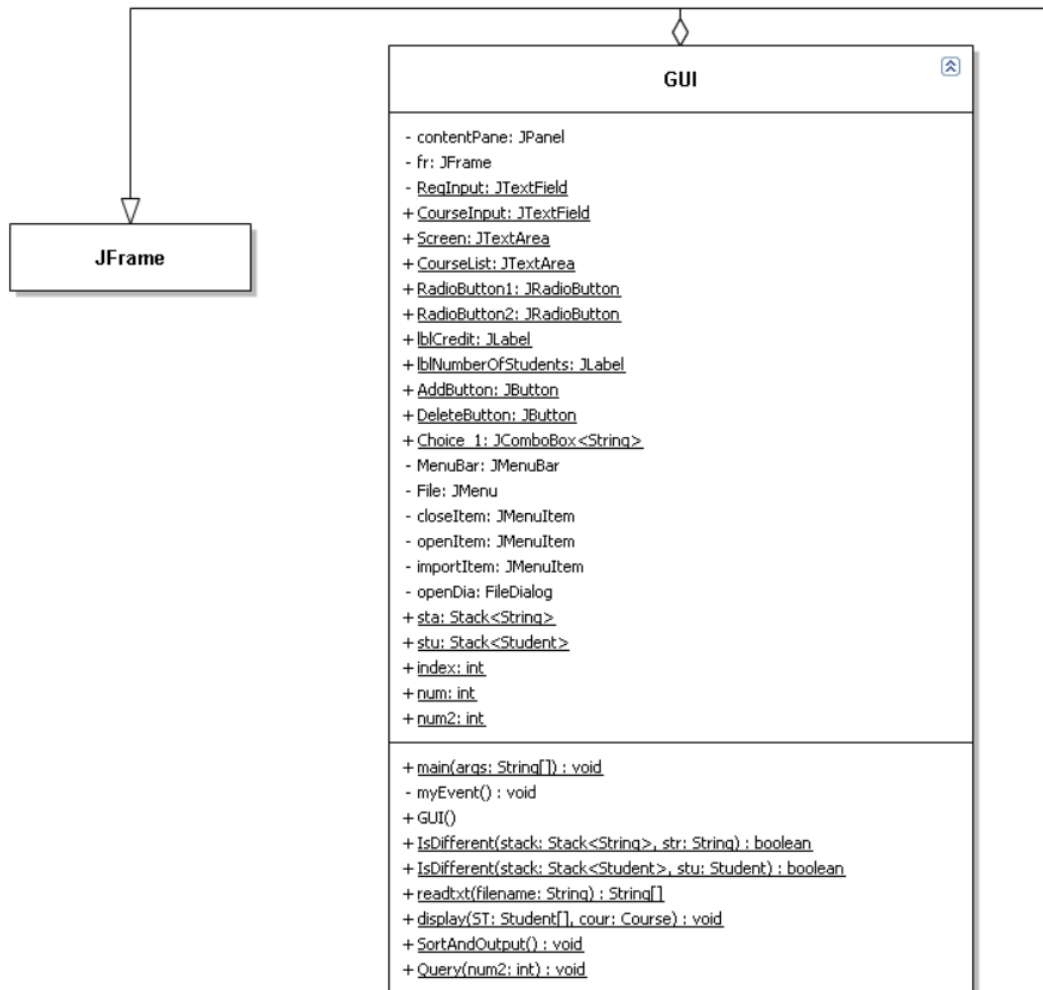 GUI
- contentPane: JPanel
- fr: JFrame
- RegInput: JTextField
+ CourseInput: JTextField
+ Screen: JTextArea
JFrame
+ CourseList: JTextArea
+ RadioButton1: JRadioButton
+ RadioButton2: JRadioButton
+ lblCredit: JLabel
+ lblNumberOfStudents: JLabel
+ AddButton: JButton
+ DeleteButton: JButton
+ Choice_1: JComboBox<String>
- MenuBar: JMenuBar
- File: JMenu
- closeItem: JMenuItem
- openItem: JMenuItem
- importItem: JMenuItem
- openDia: FileDialog
+ sta: Stack<String>
+ stu: Stack<Student>
+ index: int
+ num: int
+ num2: int
+ main(args: String[]) : void
- myEvent() : void
+ GUI()
+ IsDifferent(stack: Stack<String>, str: String) : boolean
+ IsDifferent(stack: Stack<Student>, stu: Student) : boolean
+ readtxt(filename: String) : String[]
+ display(ST: Student[], cour: Course) : void
+ SortAndOutput() : void
+ Query(num2: int) : void